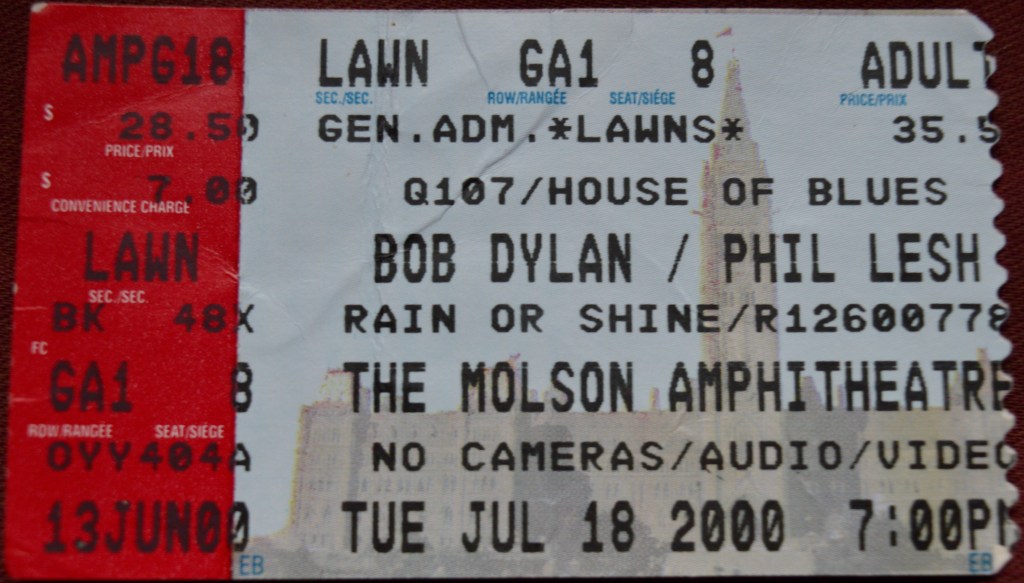 AMPG18 LAWN GA1 8 ADULT
SEC./SEC. ROW/RANGÉE SEAT/SIÈGE PRICE/PRIX
$ 28.50 GEN.ADM.*LAWNS* 35.5
PRICE/PRIX
$ 7.00 Q107/HOUSE OF BLUES
CONVENIENCE CHARGE
LAWN BOB DYLAN / PHIL LESH
SEC./SEC.
BK 48X RAIN OR SHINE/R12600778
FC
GA1 8 THE MOLSON AMPHITHEATRE
ROW/RANGÉE SEAT/SIÈGE
OYY404A NO CAMERAS/AUDIO/VIDEO
13JUN00 TUE JUL 18 2000 7:00PM
EB EB